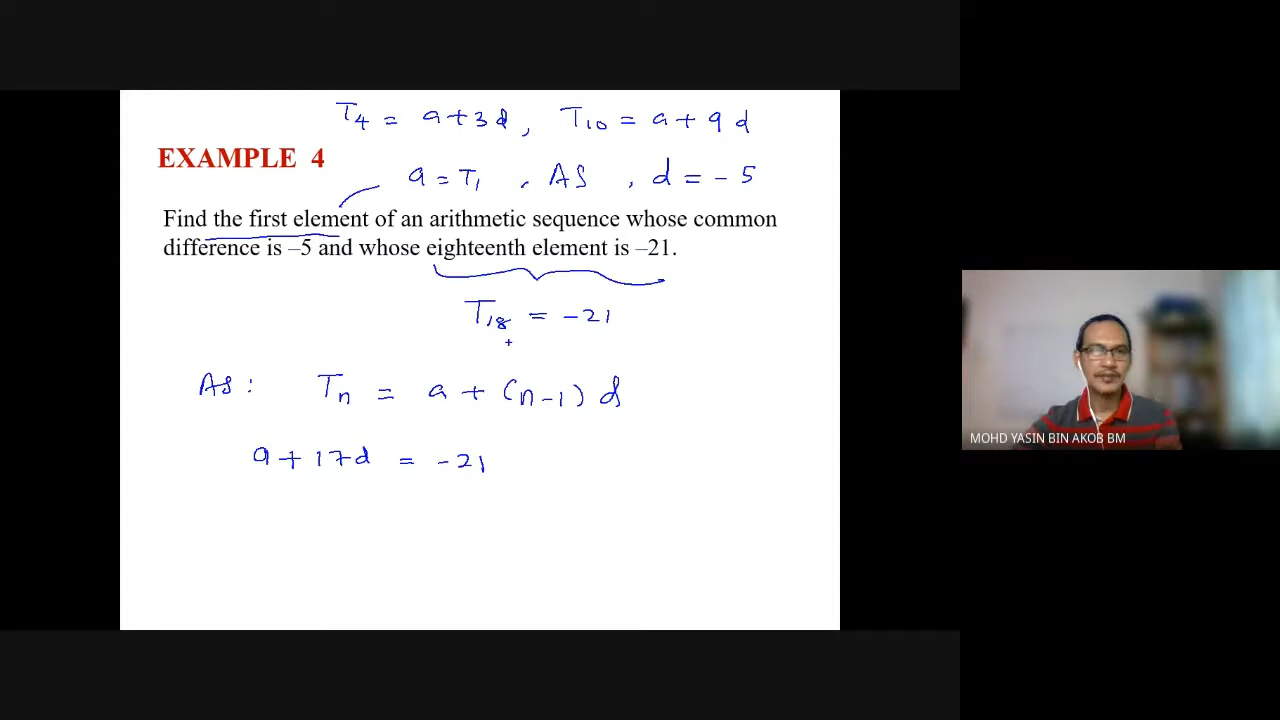 T4 = a+3d, T10 = a+9d
EXAMPLE 4
a = T1, AS, d = -5
Find the first element of an arithmetic sequence whose common
difference is –5 and whose eighteenth element is –21.
T18 = -21
AS: Tn = a + (n-1) d
a + 17d = -21
MOHD YASIN BIN AKOB BM